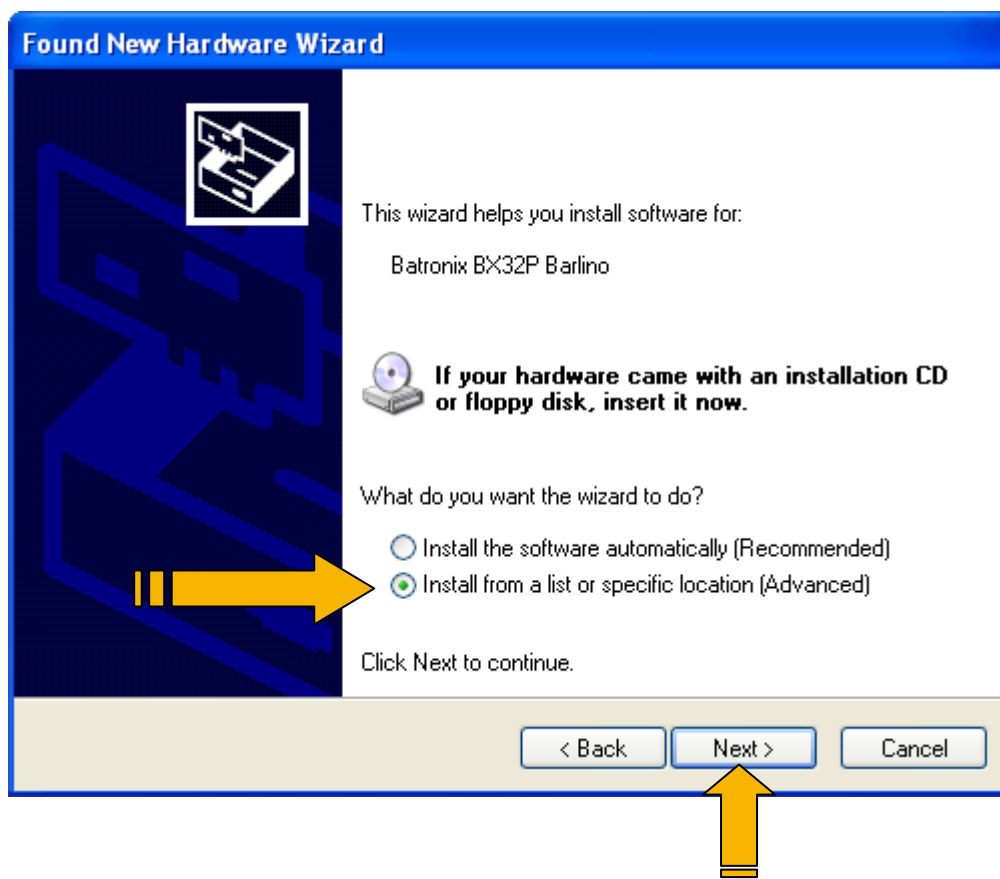 Found New Hardware Wizard
This wizard helps you install software for:
Batronix BX32P Barlino
If your hardware came with an installation CD
or floppy disk, insert it now.
What do you want the wizard to do?
Install the software automatically (Recommended)
Install from a list or specific location (Advanced)
Click Next to continue.
< Back
Next >
Cancel